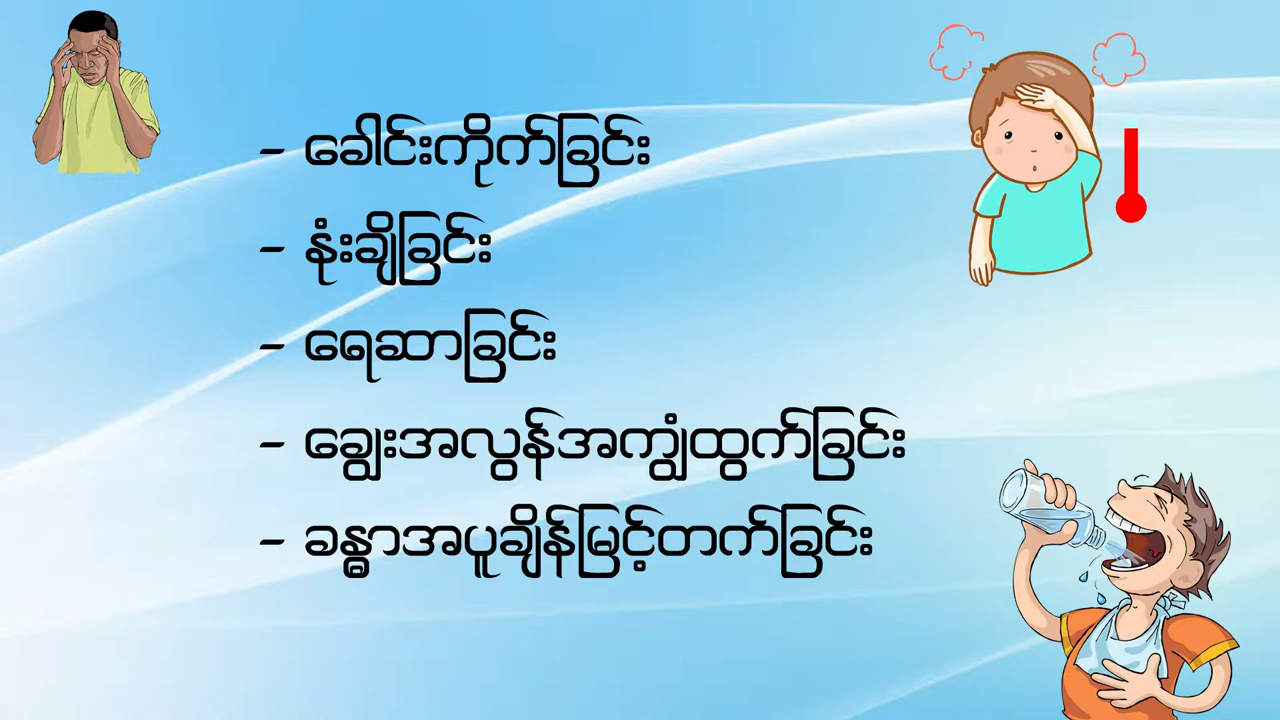 - ခေါင်းကိုက်ခြင်း
- နုံးချိခြင်း
- ရေဆာခြင်း
- ချွေးအလွန်အကျွံထွက်ခြင်း
- ခန္ဓာအပူချိန်မြင့်တက်ခြင်း